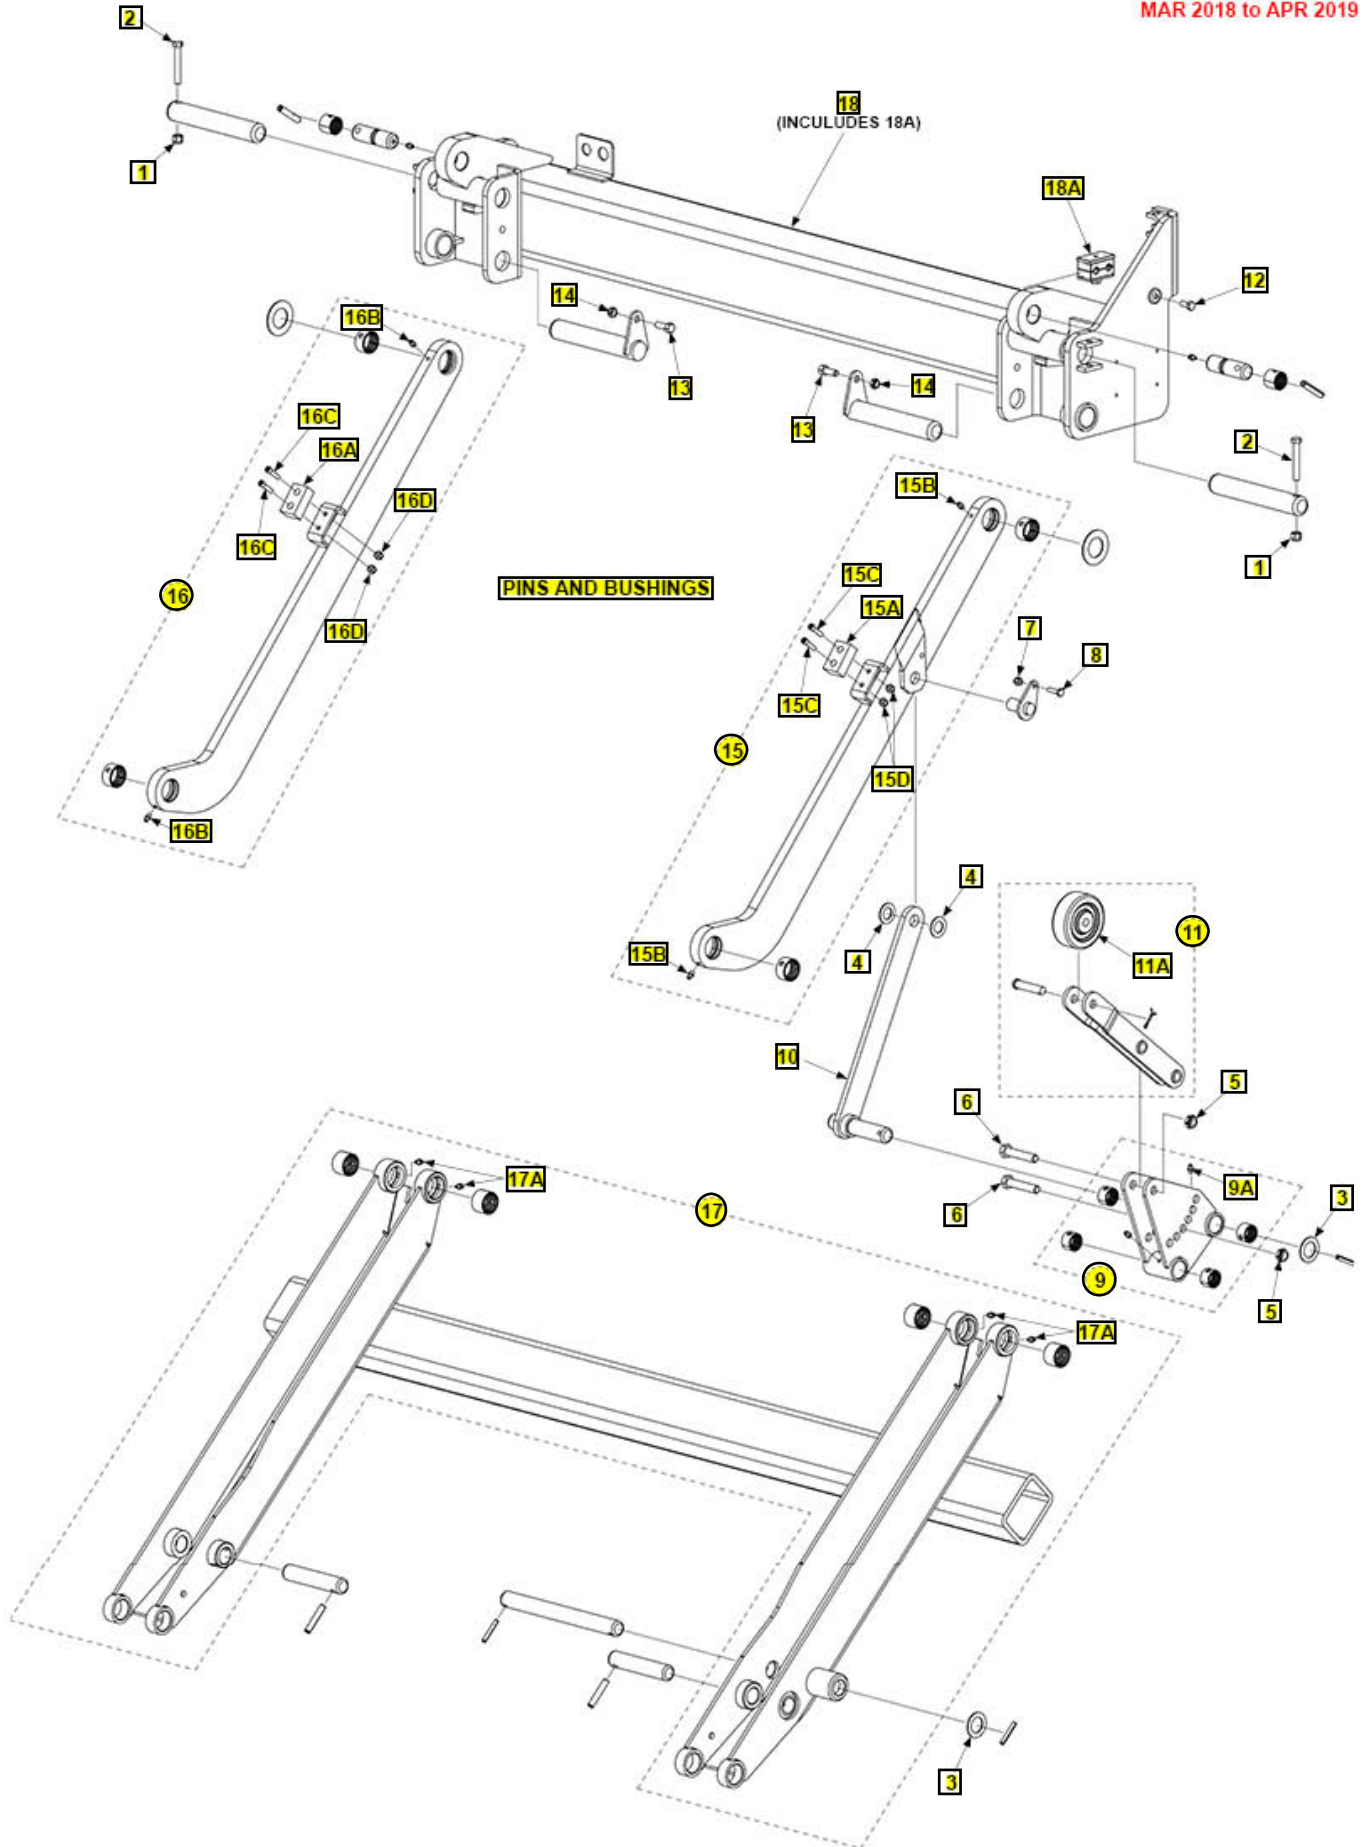 MAR 2018 to APR 2019
2
18
(INCULUDES 18A)
1
18A
12
14
16B
13
14
13
2
16C
16A
15B
16D
16C
1
15C
PINS AND BUSHINGS
16
15A
7
16D
8
15C
15
15D
16B
4
11
15B
4
11A
10
5
6
17A
9A
3
17
6
9
5
17A
3